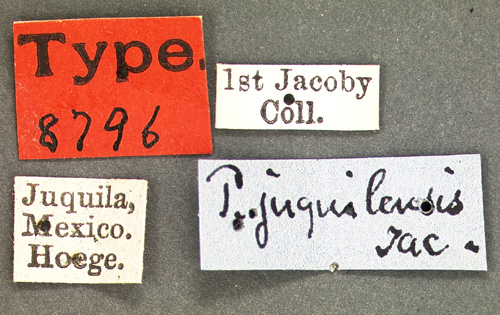 Type.
8796
1st Jacoby
Coll.
Juquila,
Mexico.
Hoege.
P. juquilensis
Jac.